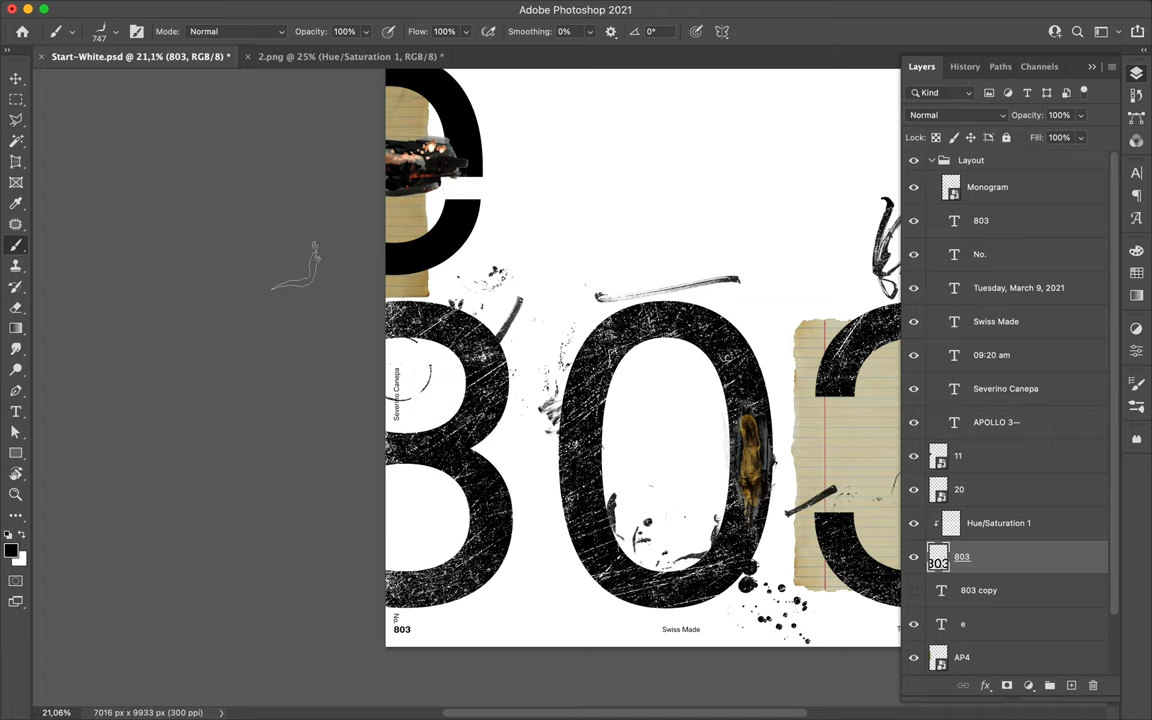 Adobe Photoshop 2021
747
Mode: Normal
Opacity: 100%
Flow: 100%
Smoothing: 0%
0°
Start-White.psd @ 21,1% (803, RGB/8) *
2.png @ 25% (Hue/Saturation 1, RGB/8) *
Layers
History
Paths
Channels
Kind
Normal
Opacity: 100%
Lock:
Fill: 100%
Layout
Monogram
803
No.
Tuesday, March 9, 2021
Swiss Made
09:20 am
Severino Canepa
APOLLO 3—
11
20
Hue/Saturation 1
803
803 copy
e
AP4
e
803
Severino Canepa
No.
803
Swiss Made
21,06%
7016 px x 9933 px (300 ppi)